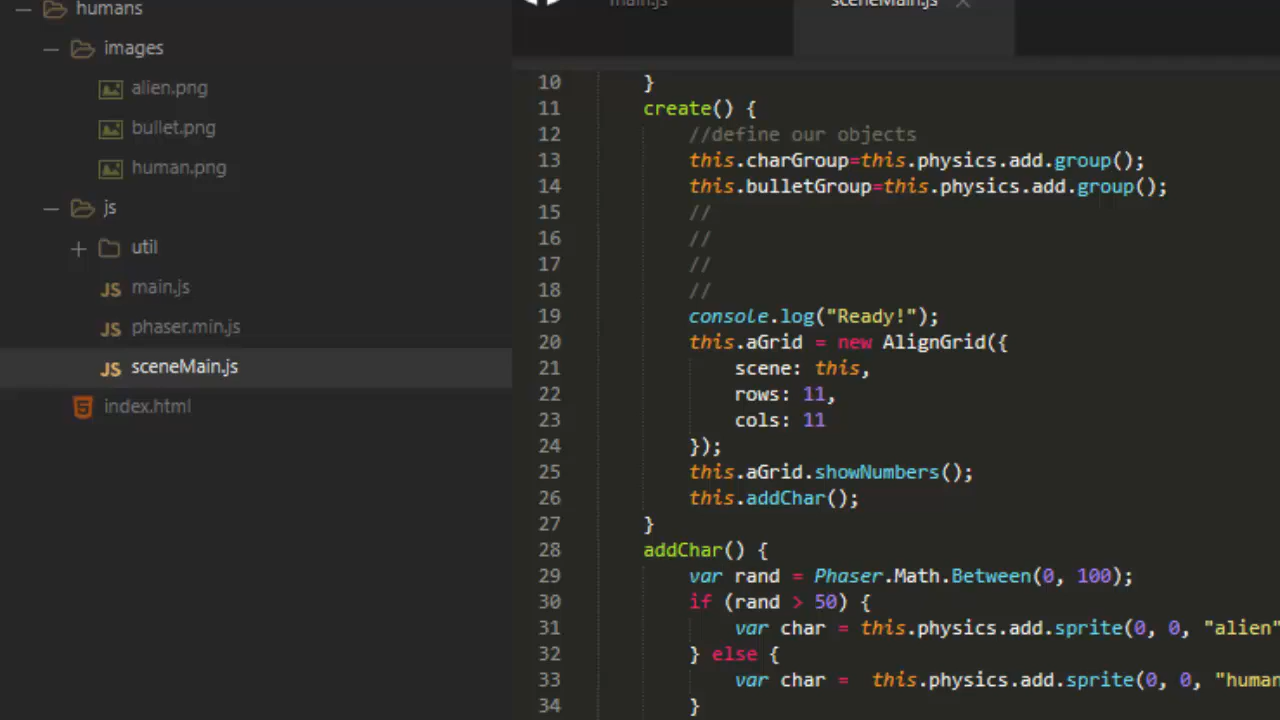 humans
images
alien.png
bullet.png
human.png
js
util
JS main.js
JS phaser.min.js
JS sceneMain.js
index.html
main.js
sceneMain.js
10 }
11 create() {
12 //define our objects
13 this.charGroup=this.physics.add.group();
14 this.bulletGroup=this.physics.add.group();
15 //
16 //
17 //
18 //
19 console.log("Ready!");
20 this.aGrid = new AlignGrid({
21 scene: this,
22 rows: 11,
23 cols: 11
24 });
25 this.aGrid.showNumbers();
26 this.addChar();
27 }
28 addChar() {
29 var rand = Phaser.Math.Between(0, 100);
30 if (rand > 50) {
31 var char = this.physics.add.sprite(0, 0, "alien"
32 } else {
33 var char = this.physics.add.sprite(0, 0, "human
34 }